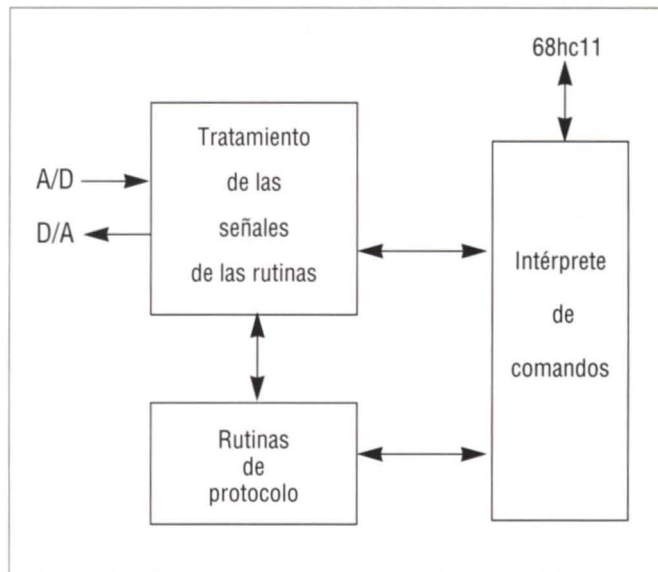 68hc11
A/D
D/A
Tratamiento
de las
señales
de las rutinas
Intérprete
de
comandos
Rutinas
de
protocolo